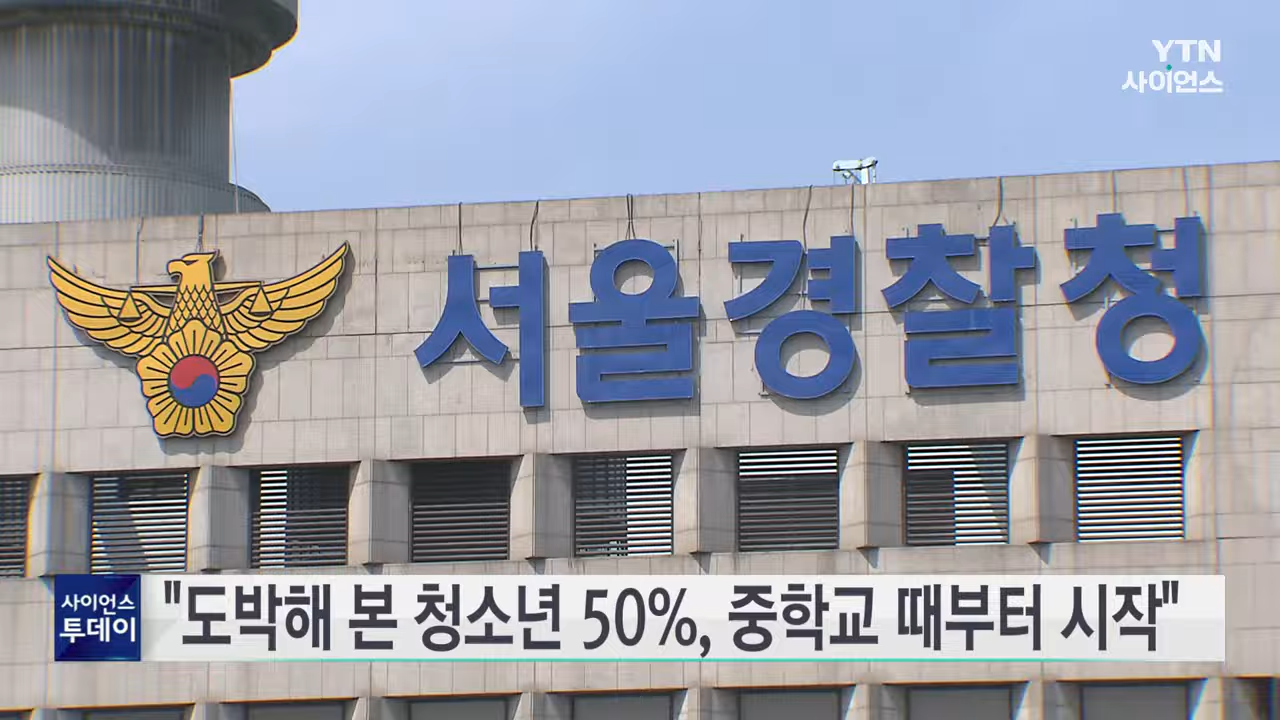 YTN
사이언스
서울경찰청
사이언스
투데이
"도박해 본 청소년 50%, 중학교 때부터 시작"